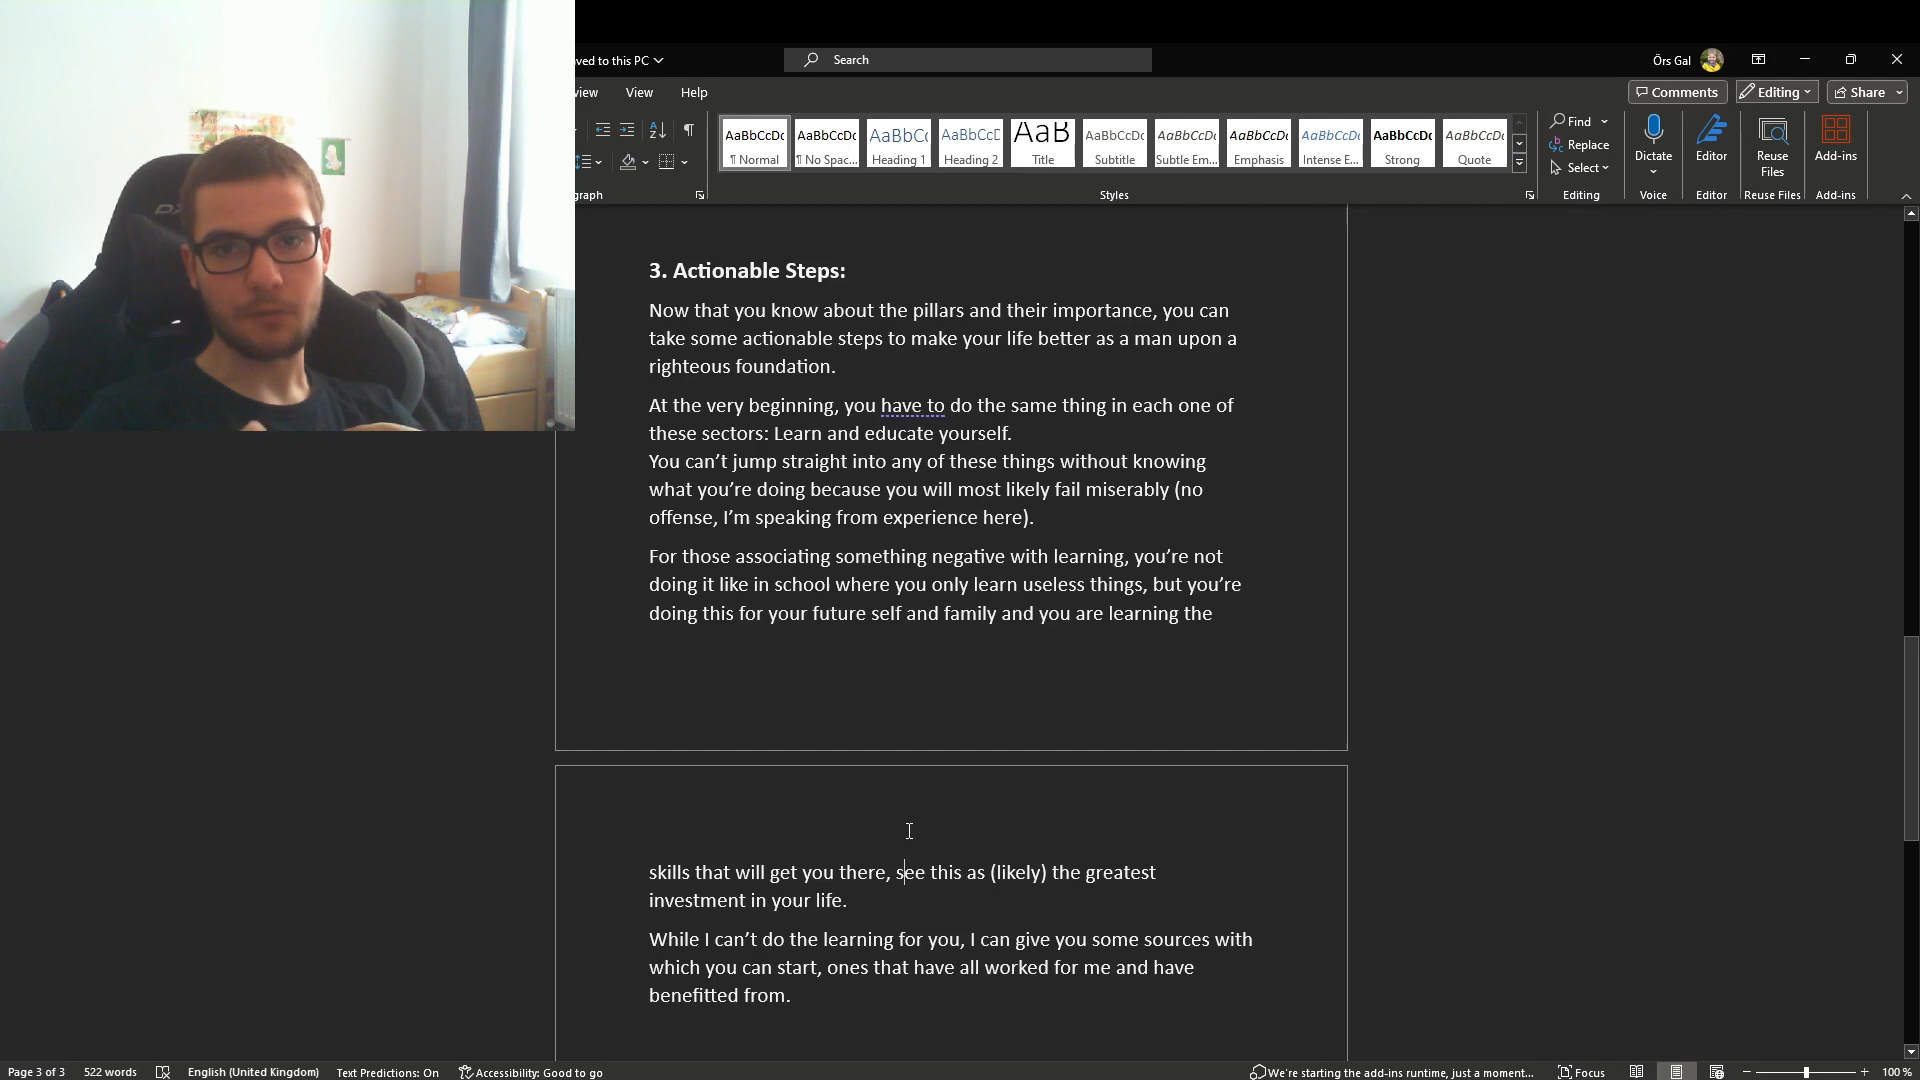 ved to this PC
Search
Örs Gal
view
View
Help
Comments
Editing
Share
AaBbCcDc
AaBbCcDc
AaBbC
AaBbCcD
AaB
AaBbCcD
AaBbCcDc
AaBbCcDc
AaBbCcDc
AaBbCcDc
AaBbCcDc
¶ Normal
¶ No Spac...
Heading 1
Heading 2
Title
Subtitle
Subtle Em...
Emphasis
Intense E...
Strong
Quote
Find
Replace
Select
Dictate
Editor
Reuse
Files
Add-ins
graph
Styles
Editing
Voice
Editor
Reuse Files
Add-ins
3. Actionable Steps:
Now that you know about the pillars and their importance, you can
take some actionable steps to make your life better as a man upon a
righteous foundation.
At the very beginning, you have to do the same thing in each one of
these sectors: Learn and educate yourself.
You can’t jump straight into any of these things without knowing
what you’re doing because you will most likely fail miserably (no
offense, I’m speaking from experience here).
For those associating something negative with learning, you’re not
doing it like in school where you only learn useless things, but you’re
doing this for your future self and family and you are learning the
skills that will get you there, see this as (likely) the greatest
investment in your life.
While I can’t do the learning for you, I can give you some sources with
which you can start, ones that have all worked for me and have
benefitted from.
Page 3 of 3
522 words
English (United Kingdom)
Text Predictions: On
Accessibility: Good to go
We're starting the add-ins runtime, just a moment...
Focus
100 %